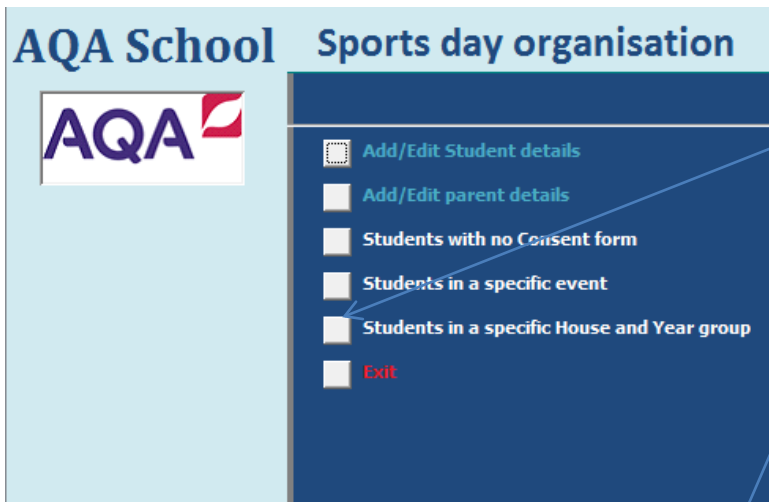 AQA School
Sports day organisation
AQA
Add/Edit Student details
Add/Edit parent details
Students with no Consent form
Students in a specific event
Students in a specific House and Year group
Exit